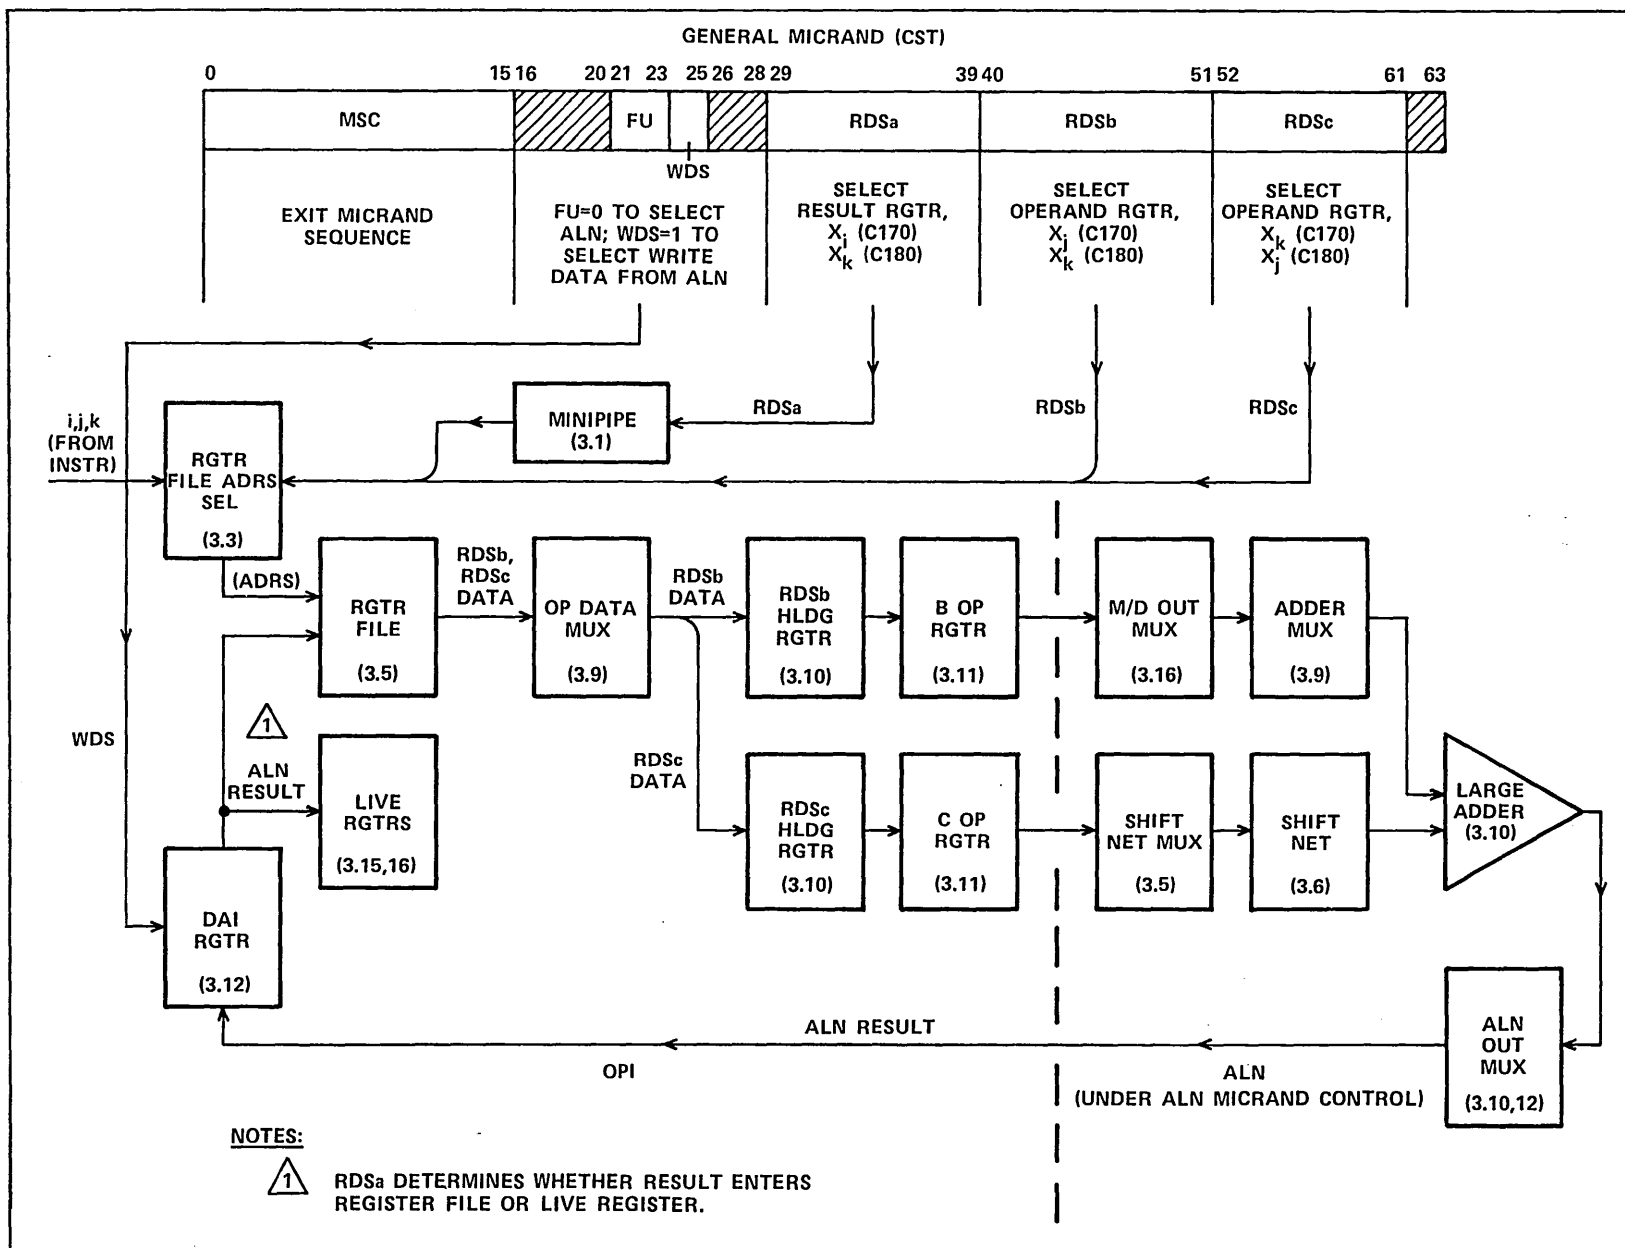 GENERAL MICRAND (CST)
0 15 16 20 21 23 25 26 28 29 39 40 51 52 61 63
MSC FU RDSa RDSb RDSc
WDS
EXIT MICRAND
SEQUENCE
FU=0 TO SELECT
ALN; WDS=1 TO
SELECT WRITE
DATA FROM ALN
SELECT
RESULT RGTR,
Xi (C170)
Xk (C180)
SELECT
OPERAND RGTR,
Xj (C170)
Xk (C180)
SELECT
OPERAND RGTR,
Xk (C170)
Xj (C180)
i,j,k
(FROM
INSTR)
RGTR
FILE ADRS
SEL
(3.3)
MINIPIPE
(3.1)
RDSa
RDSb
RDSc
(ADRS)
RGTR
FILE
(3.5)
RDSb,
RDSc
DATA
OP DATA
MUX
(3.9)
RDSb
DATA
RDSb
HLDG
RGTR
(3.10)
B OP
RGTR
(3.11)
M/D OUT
MUX
(3.16)
ADDER
MUX
(3.9)
WDS
1
ALN
RESULT
LIVE
RGTRS
(3.15,16)
RDSc
DATA
RDSc
HLDG
RGTR
(3.10)
C OP
RGTR
(3.11)
SHIFT
NET MUX
(3.5)
SHIFT
NET
(3.6)
LARGE
ADDER
(3.10)
DAI
RGTR
(3.12)
ALN RESULT
OPI
ALN
(UNDER ALN MICRAND CONTROL)
ALN
OUT
MUX
(3.10,12)
NOTES:
1 RDSa DETERMINES WHETHER RESULT ENTERS
REGISTER FILE OR LIVE REGISTER.